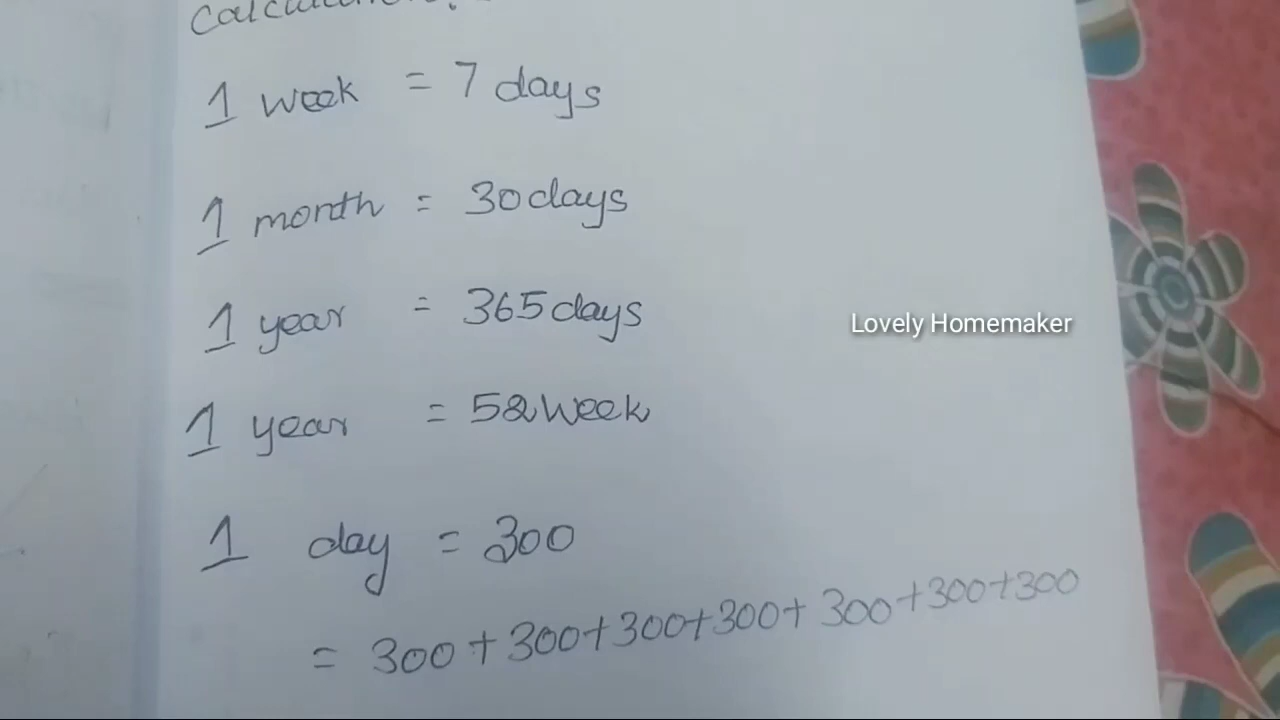 1 week = 7 days
1 month = 30 days
1 year = 365 days
Lovely Homemaker
1 year = 52 week
1 day = 300
= 300 + 300 + 300 + 300 + 300 + 300 + 300